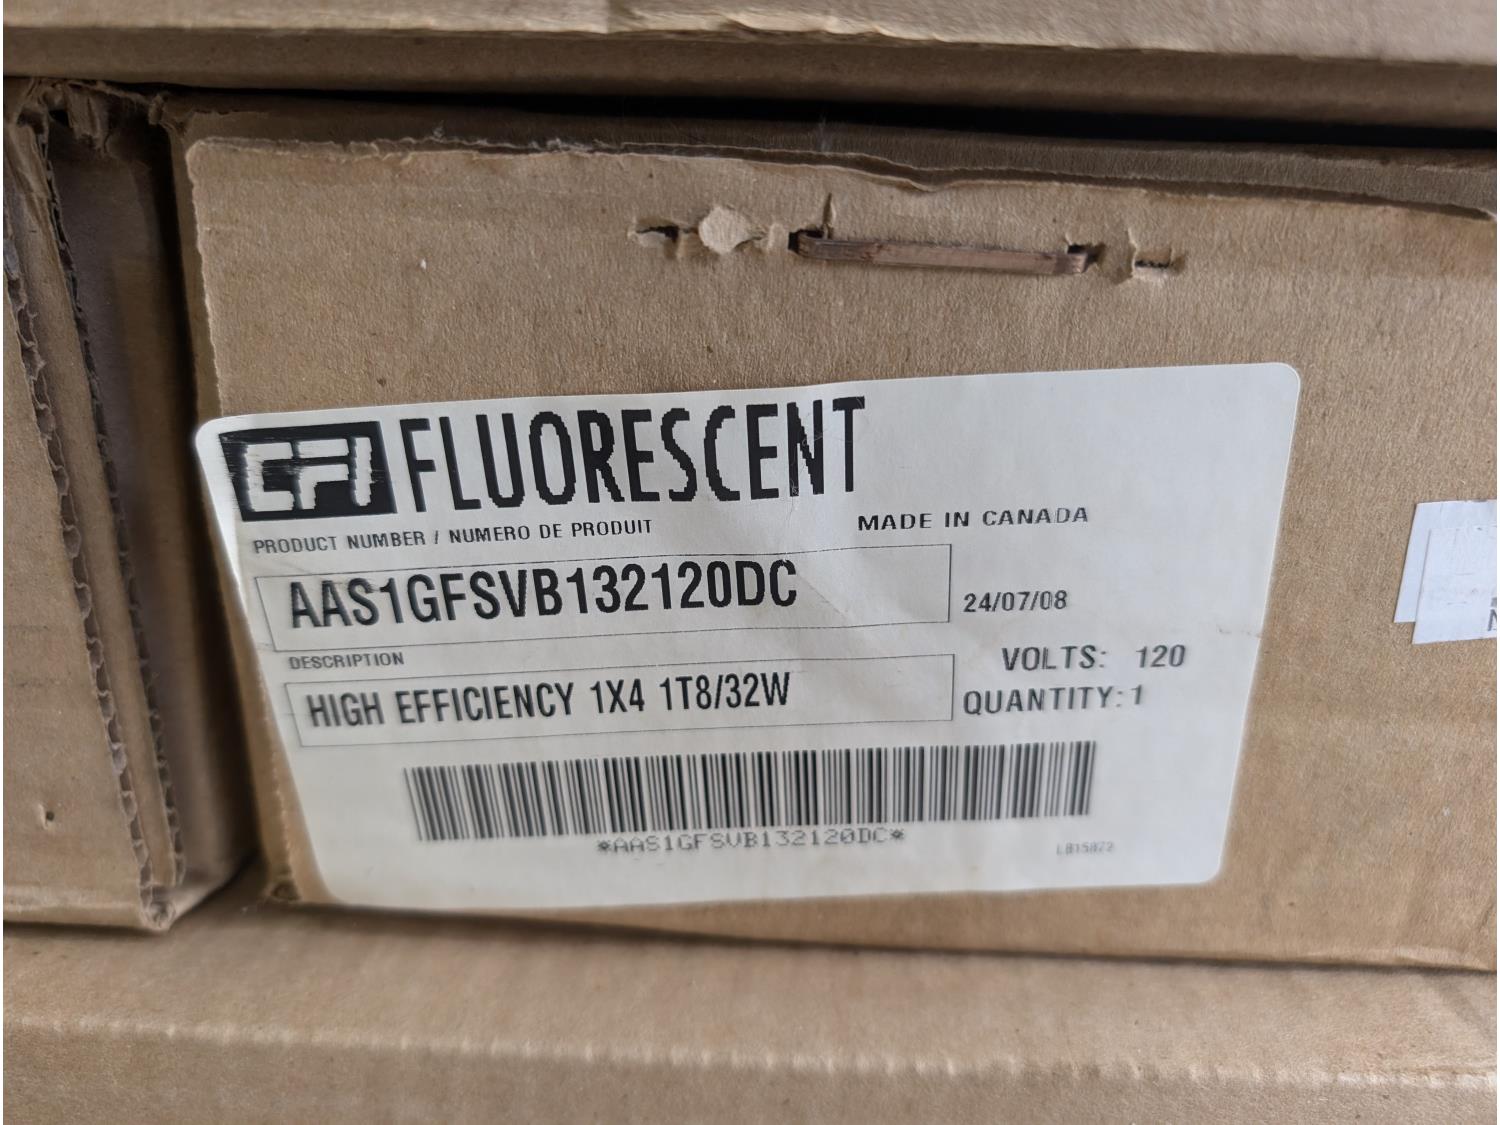 CFI FLUORESCENT
PRODUCT NUMBER / NUMERO DE PRODUIT
MADE IN CANADA
AAS1GFSVB132120DC
24/07/08
DESCRIPTION
VOLTS: 120
HIGH EFFICIENCY 1X4 1T8/32W
QUANTITY: 1
*AAS1GFSVB132120DC*
LB15872